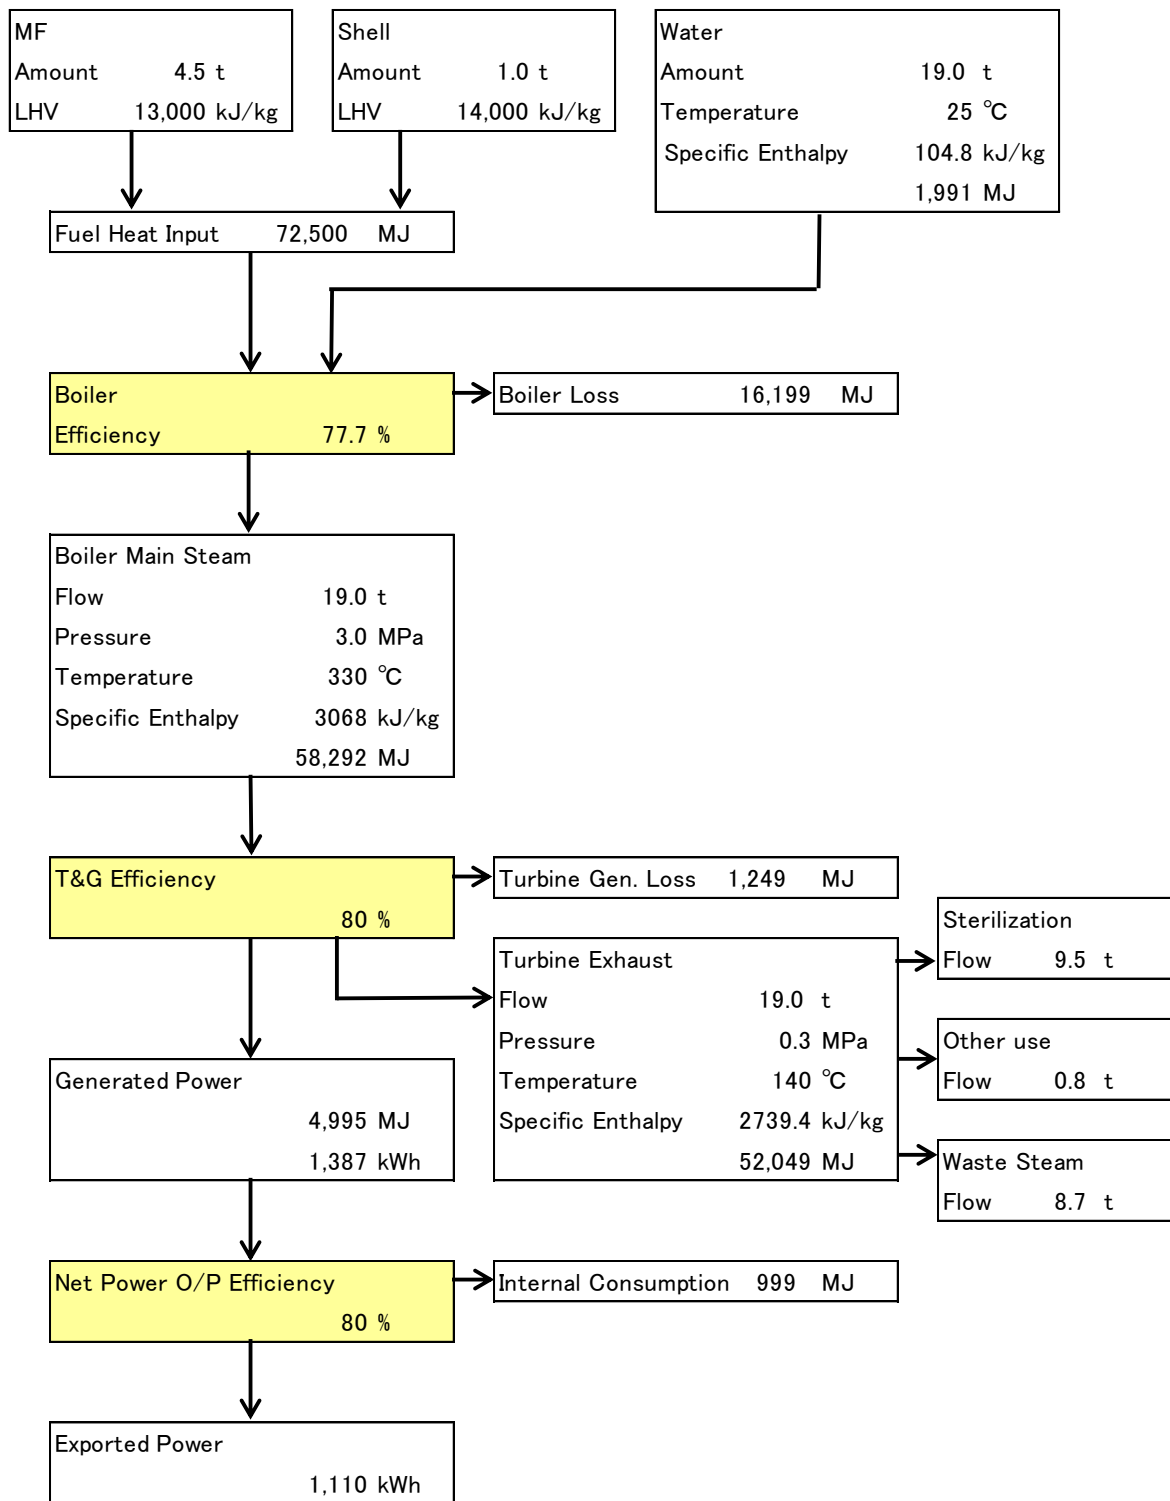 MF
Amount 4.5 t
LHV 13,000 kJ/kg
Shell
Amount 1.0 t
LHV 14,000 kJ/kg
Water
Amount 19.0 t
Temperature 25 ℃
Specific Enthalpy 104.8 kJ/kg
1,991 MJ
Fuel Heat Input 72,500 MJ
Boiler
Efficiency 77.7 %
Boiler Loss 16,199 MJ
Boiler Main Steam
Flow 19.0 t
Pressure 3.0 MPa
Temperature 330 ℃
Specific Enthalpy 3068 kJ/kg
58,292 MJ
T&G Efficiency
80 %
Turbine Gen. Loss 1,249 MJ
Turbine Exhaust
Flow 19.0 t
Pressure 0.3 MPa
Temperature 140 ℃
Specific Enthalpy 2739.4 kJ/kg
52,049 MJ
Sterilization
Flow 9.5 t
Other use
Flow 0.8 t
Waste Steam
Flow 8.7 t
Generated Power
4,995 MJ
1,387 kWh
Net Power O/P Efficiency
80 %
Internal Consumption 999 MJ
Exported Power
1,110 kWh